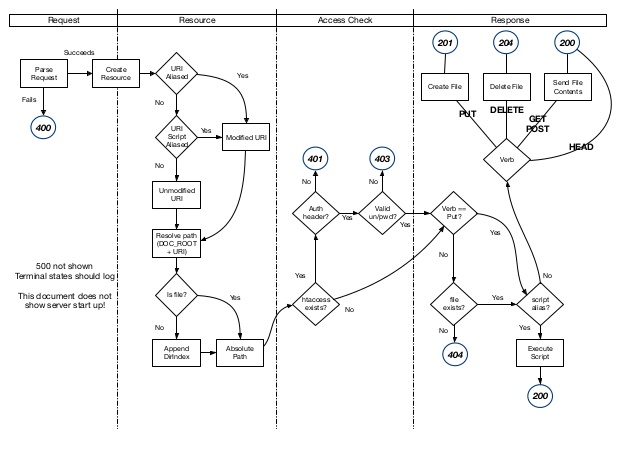 Request
Resource
Access Check
Response
Succeeds
Parse
Request
Create
Resource
Fails
400
URI
Aliased
Yes
No
URI
Script
Aliased
Yes
Modified URI
No
Unmodified
URI
Resolve path
(DOC_ROOT
+ URI)
Is file?
Yes
No
Append
DirIndex
Absolute
Path
500 not shown
Terminal states should log
This document does not
show server start up!
401
403
No
No
Auth
header?
Yes
Valid
un/pwd?
Yes
Yes
htaccess
exists?
No
201
204
200
Create File
Delete File
Send File
Contents
PUT
DELETE
GET
POST
HEAD
Verb
Verb ==
Put?
Yes
No
No
file
exists?
Yes
script
alias?
No
404
Yes
Execute
Script
200